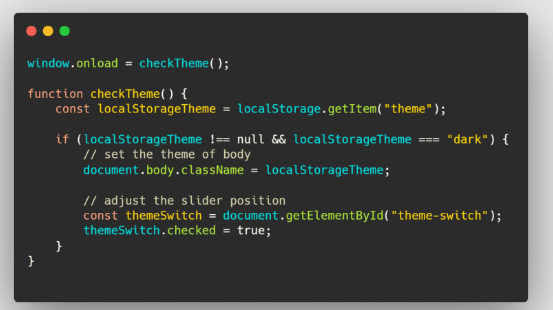 window.onload = checkTheme();
function checkTheme() {
    const localStorageTheme = localStorage.getItem("theme");
    if (localStorageTheme !== null && localStorageTheme === "dark") {
        // set the theme of body
        document.body.className = localStorageTheme;
        // adjust the slider position
        const themeSwitch = document.getElementById("theme-switch");
        themeSwitch.checked = true;
    }
}